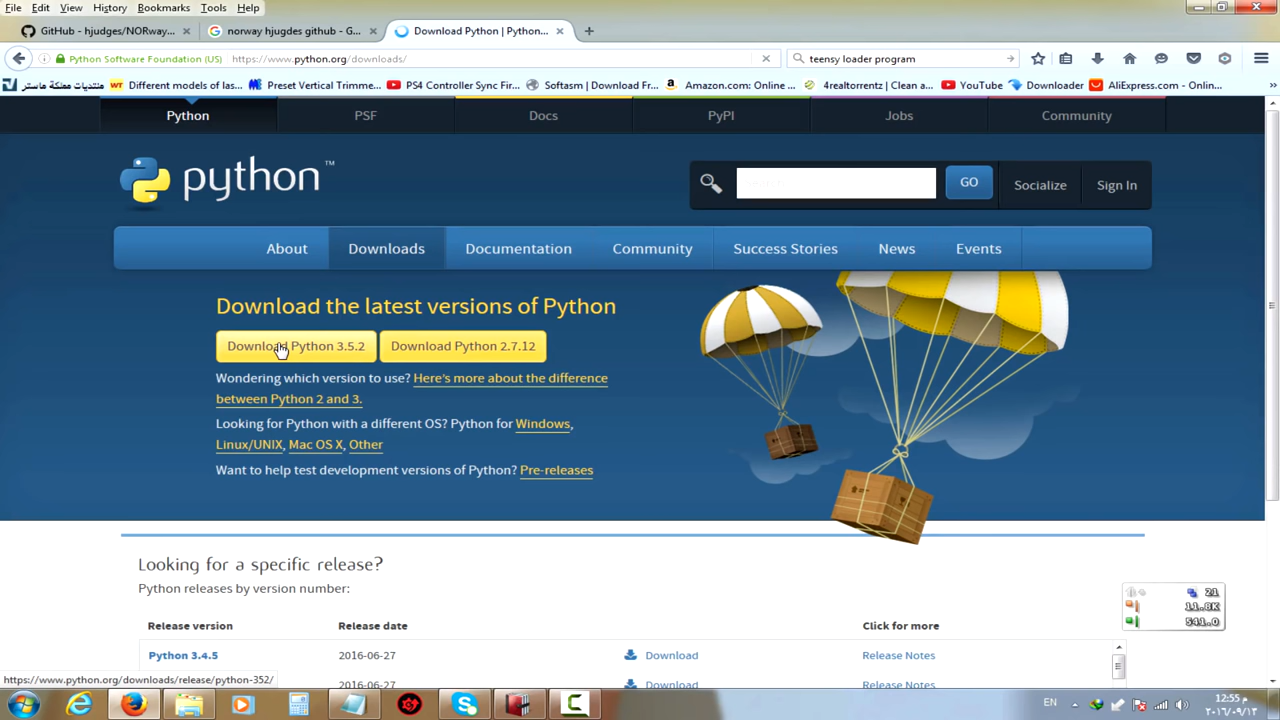 File Edit View History Bookmarks Tools Help
GitHub - hjudges/NORway... norway hjugdes github - G... Download Python | Python...
Python Software Foundation (US) https://www.python.org/downloads/ teensy loader program
منتديات مملكة ماستر Different models of las... Preset Vertical Trimme... PS4 Controller Sync Fir... Softasm | Download Fr... Amazon.com: Online ... 4realtorrentz | Clean a... YouTube Downloader AliExpress.com - Onlin...
Python PSF Docs PyPI Jobs Community
python™ GO Socialize Sign In
About Downloads Documentation Community Success Stories News Events
Download the latest versions of Python
Download Python 3.5.2 Download Python 2.7.12
Wondering which version to use? Here's more about the difference
between Python 2 and 3.
Looking for Python with a different OS? Python for Windows,
Linux/UNIX, Mac OS X, Other
Want to help test development versions of Python? Pre-releases
Looking for a specific release?
Python releases by version number:
21
11.8K
541.0
Release version Release date Click for more
Python 3.4.5 2016-06-27 Download Release Notes
2016-06-27 Download Release Notes
https://www.python.org/downloads/release/python-352/
EN 12:55 م
٢٠١٦/٠٩/١٣